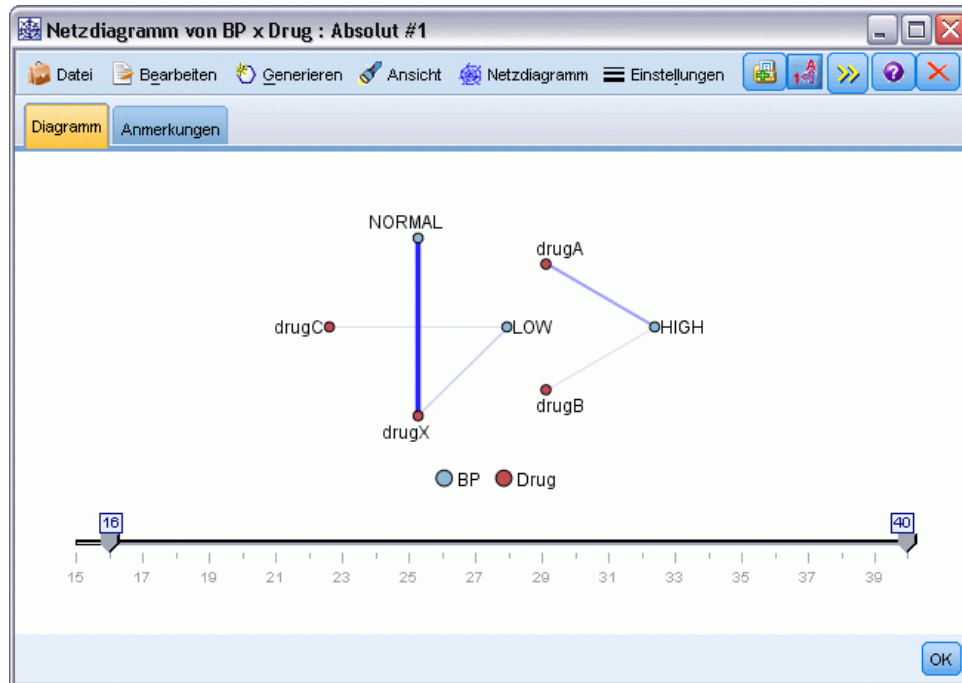 Netzdiagramm von BP x Drug : Absolut #1
Datei Bearbeiten Generieren Ansicht Netzdiagramm Einstellungen
Diagramm Anmerkungen
NORMAL
drugA
drugC LOW HIGH
drugB
drugX
BP Drug
16 40
15 17 19 21 23 25 27 29 31 33 35 37 39
OK